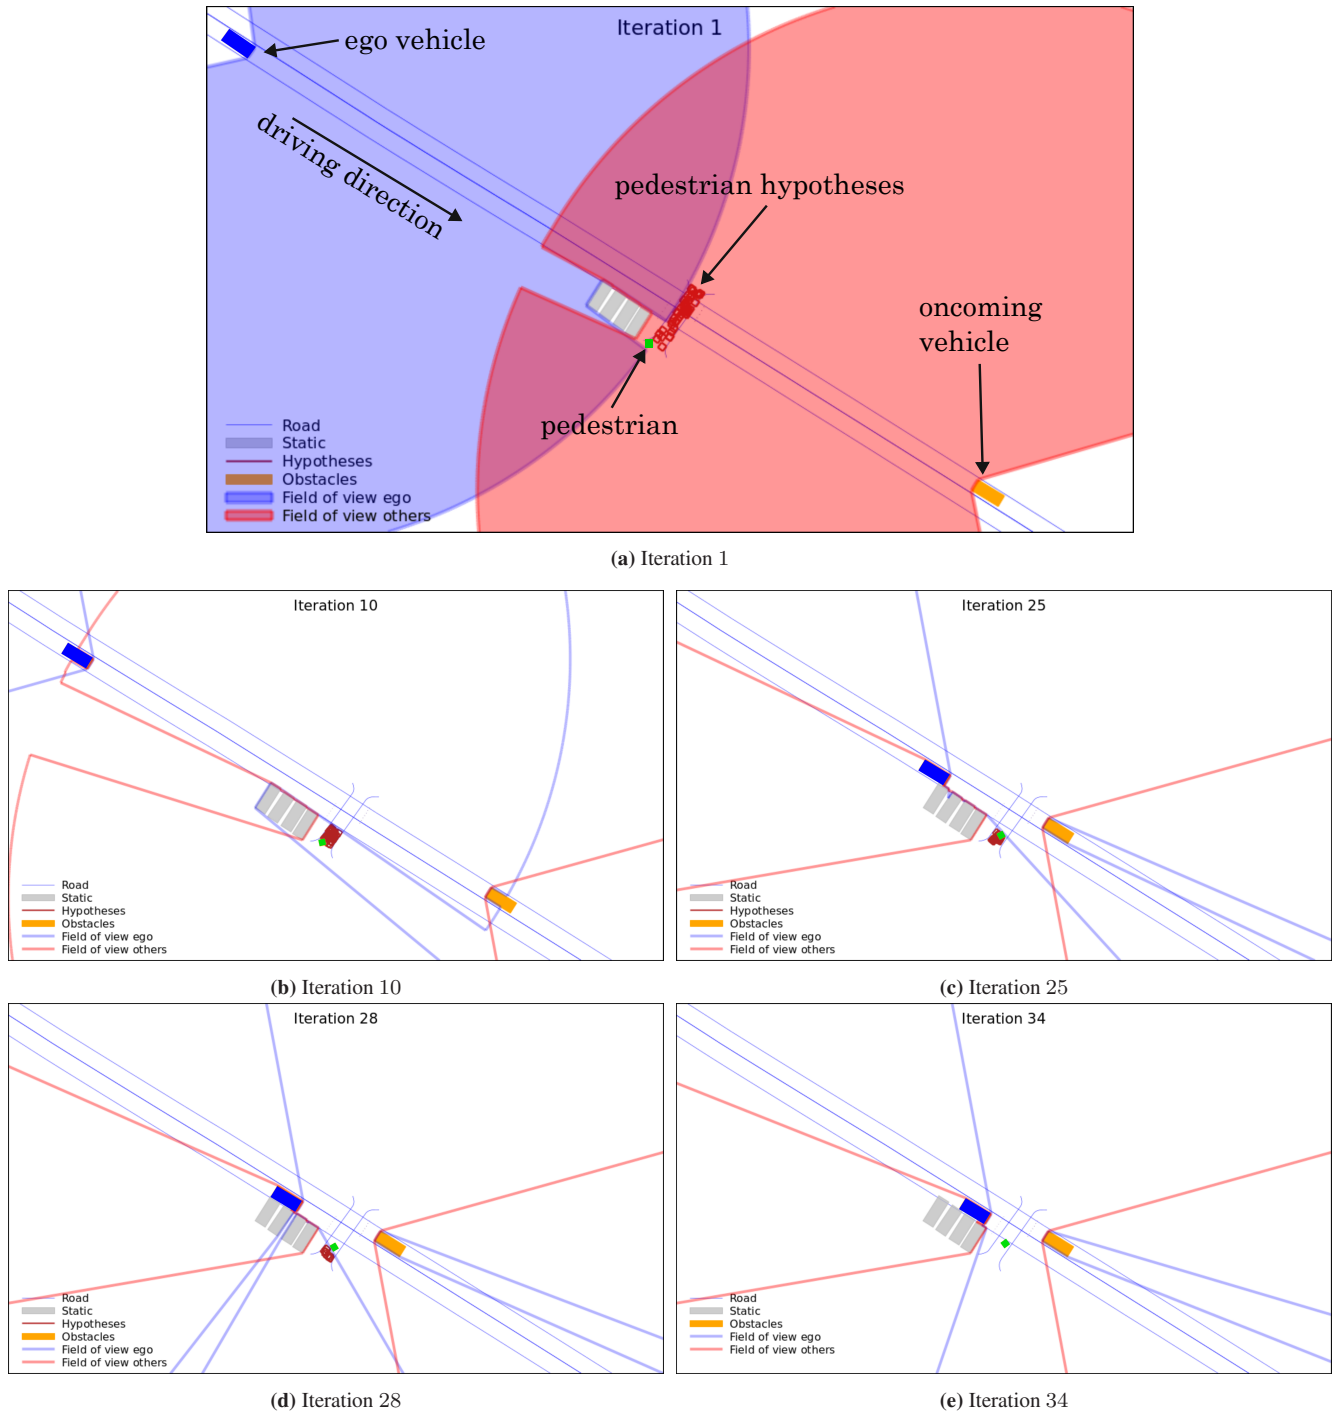 Iteration 1
ego vehicle
driving direction
pedestrian hypotheses
oncoming
vehicle
pedestrian
Road
Static
Hypotheses
Obstacles
Field of view ego
Field of view others
(a) Iteration 1
Iteration 10
Road
Static
Hypotheses
Obstacles
Field of view ego
Field of view others
(b) Iteration 10
Iteration 25
Road
Static
Hypotheses
Obstacles
Field of view ego
Field of view others
(c) Iteration 25
Iteration 28
Road
Static
Hypotheses
Obstacles
Field of view ego
Field of view others
(d) Iteration 28
Iteration 34
Road
Static
Obstacles
Field of view ego
Field of view others
(e) Iteration 34